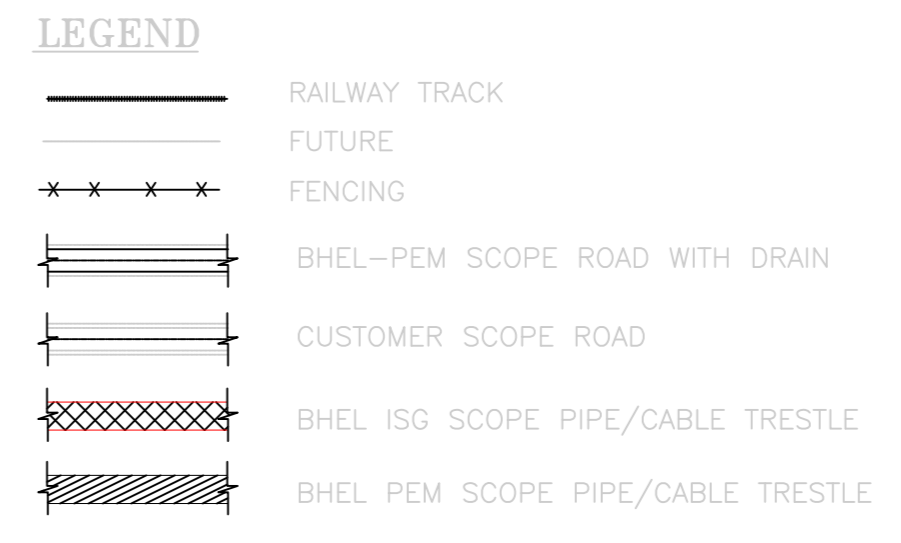 LEGEND
RAILWAY TRACK
FUTURE
FENCING
BHEL-PEM SCOPE ROAD WITH DRAIN
CUSTOMER SCOPE ROAD
BHEL ISG SCOPE PIPE/CABLE TRESTLE
BHEL PEM SCOPE PIPE/CABLE TRESTLE